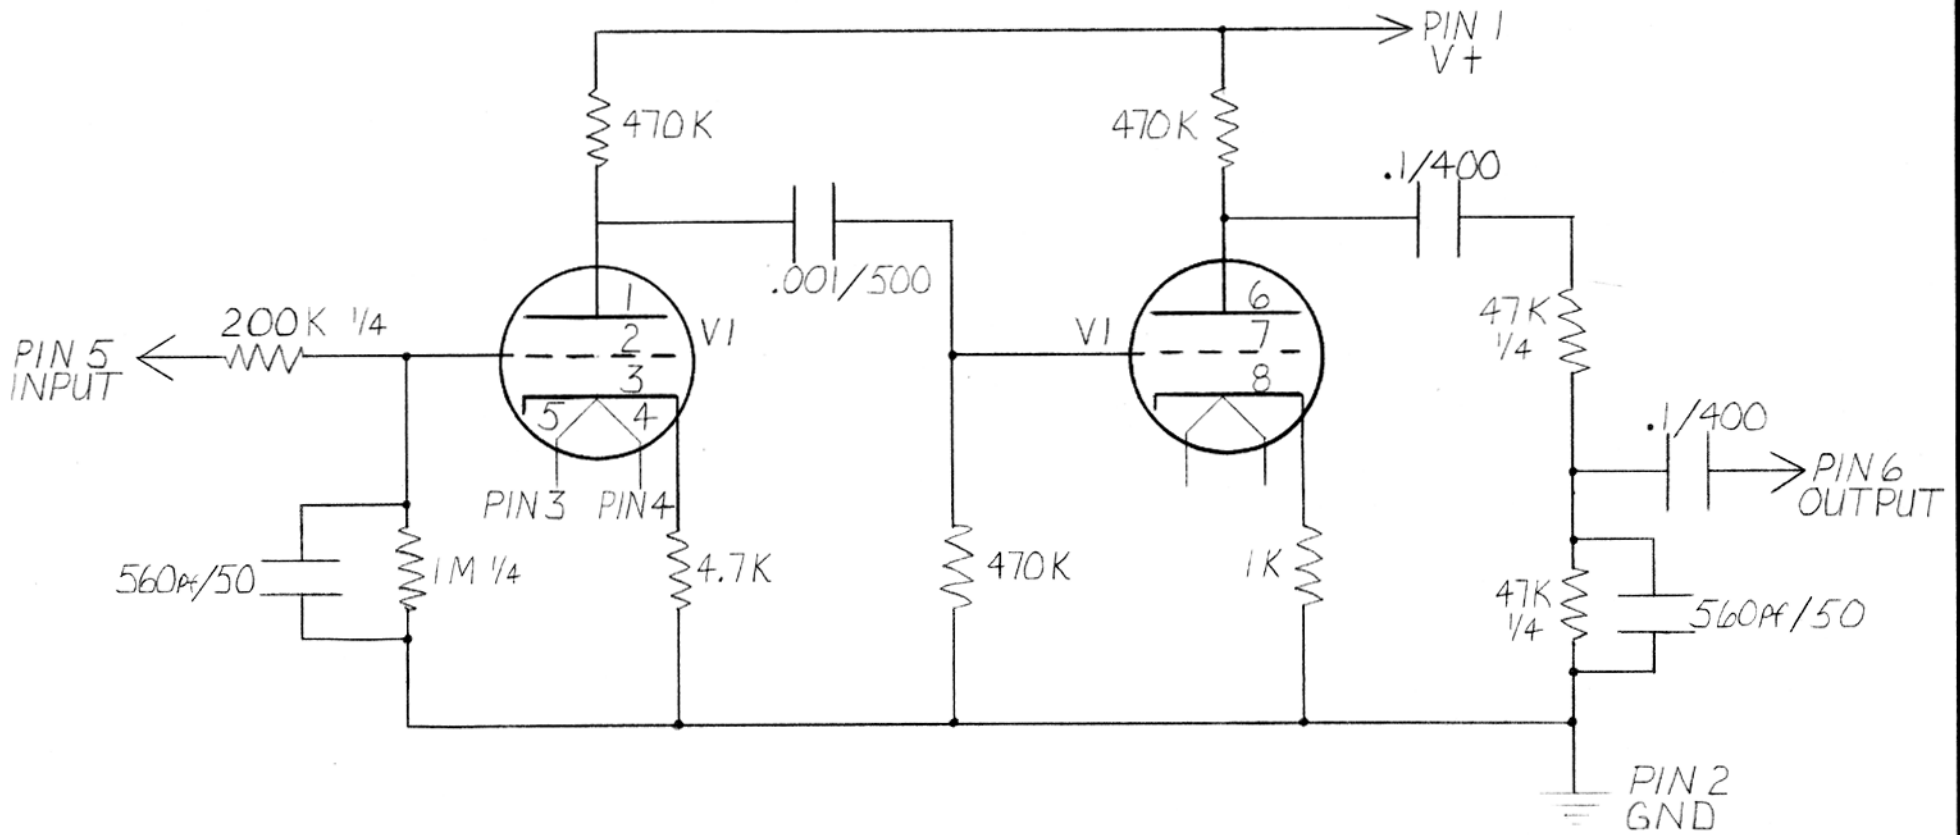 PIN 1
V+
470K
470K
.1/400
.001/500
200K 1/4
PIN 5
INPUT
1
2
3
5
4
V1
V1
6
7
8
47K
1/4
.1/400
PIN 6
OUTPUT
PIN 3
PIN 4
560pf/50
1M 1/4
4.7K
470K
1K
47K
1/4
560pf/50
PIN 2
GND